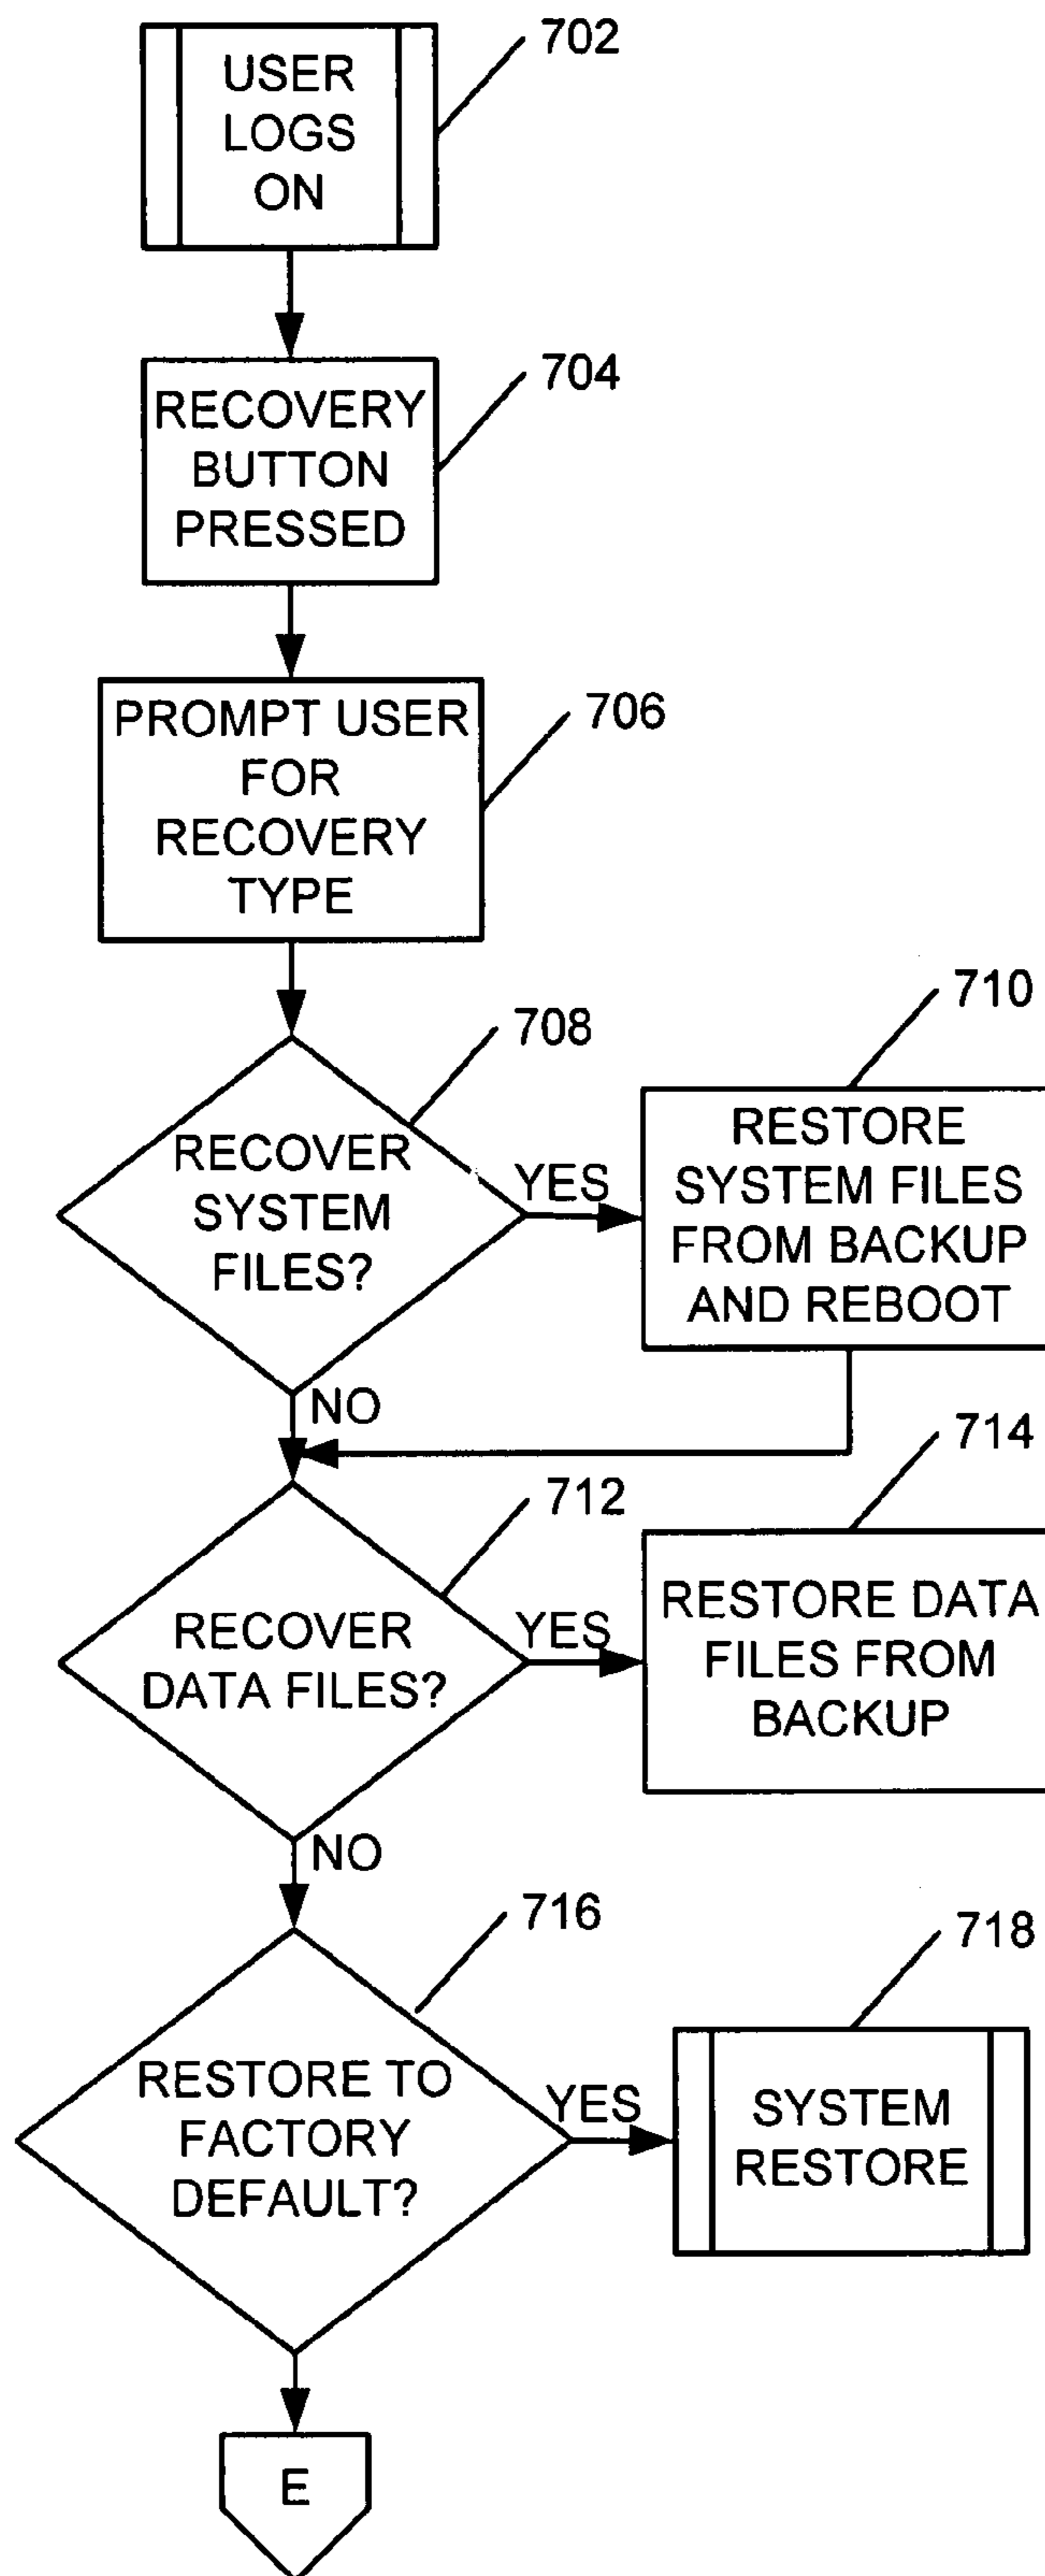 USER
LOGS
ON
702
RECOVERY
BUTTON
PRESSED
704
PROMPT USER
FOR
RECOVERY
TYPE
706
RECOVER
SYSTEM
FILES?
708
YES
RESTORE
SYSTEM FILES
FROM BACKUP
AND REBOOT
710
NO
RECOVER
DATA FILES?
712
YES
RESTORE DATA
FILES FROM
BACKUP
714
NO
RESTORE TO
FACTORY
DEFAULT?
716
YES
SYSTEM
RESTORE
718
E